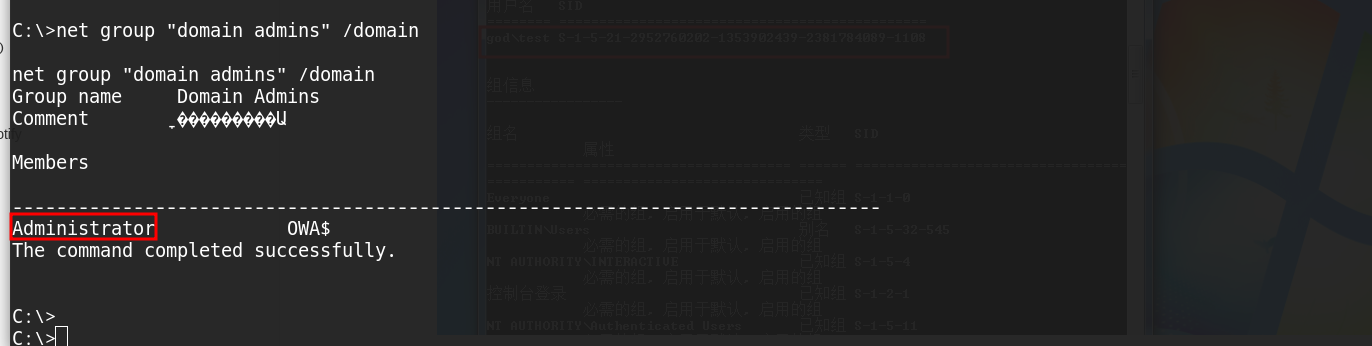 C:\>net group "domain admins" /domain
net group "domain admins" /domain
Group name     Domain Admins
Comment
Members
-------------------------------------------------------------------------------
Administrator            OWA$
The command completed successfully.
C:\>
C:\>
用户名   SID
god\test S-1-5-21-2952760202-1353902439-2381784089-1108
组信息
组名   类型   SID
属性
Everyone   已知组 S-1-1-0
必需的组, 启用于默认, 启用的组
BUILTIN\Users   别名   S-1-5-32-545
必需的组, 启用于默认, 启用的组
NT AUTHORITY\INTERACTIVE   已知组 S-1-5-4
必需的组, 启用于默认, 启用的组
控制台登录   已知组 S-1-2-1
必需的组, 启用于默认, 启用的组
NT AUTHORITY\Authenticated Users   已知组 S-1-5-11